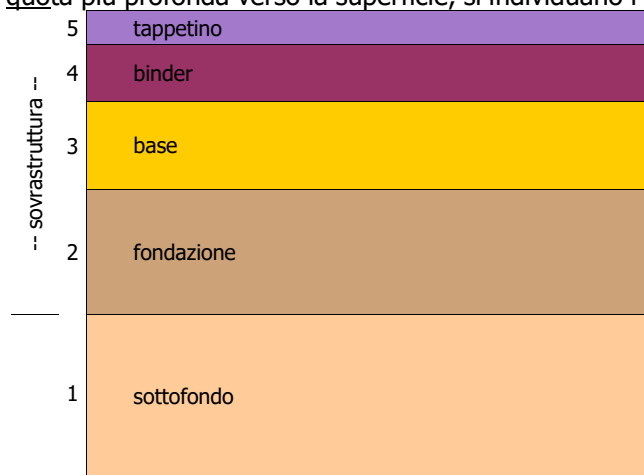 quota più profonda verso la superficie, si individuano
5 tappetino
4 binder
3 base
2 fondazione
1 sottofondo
-- sovrastruttura --